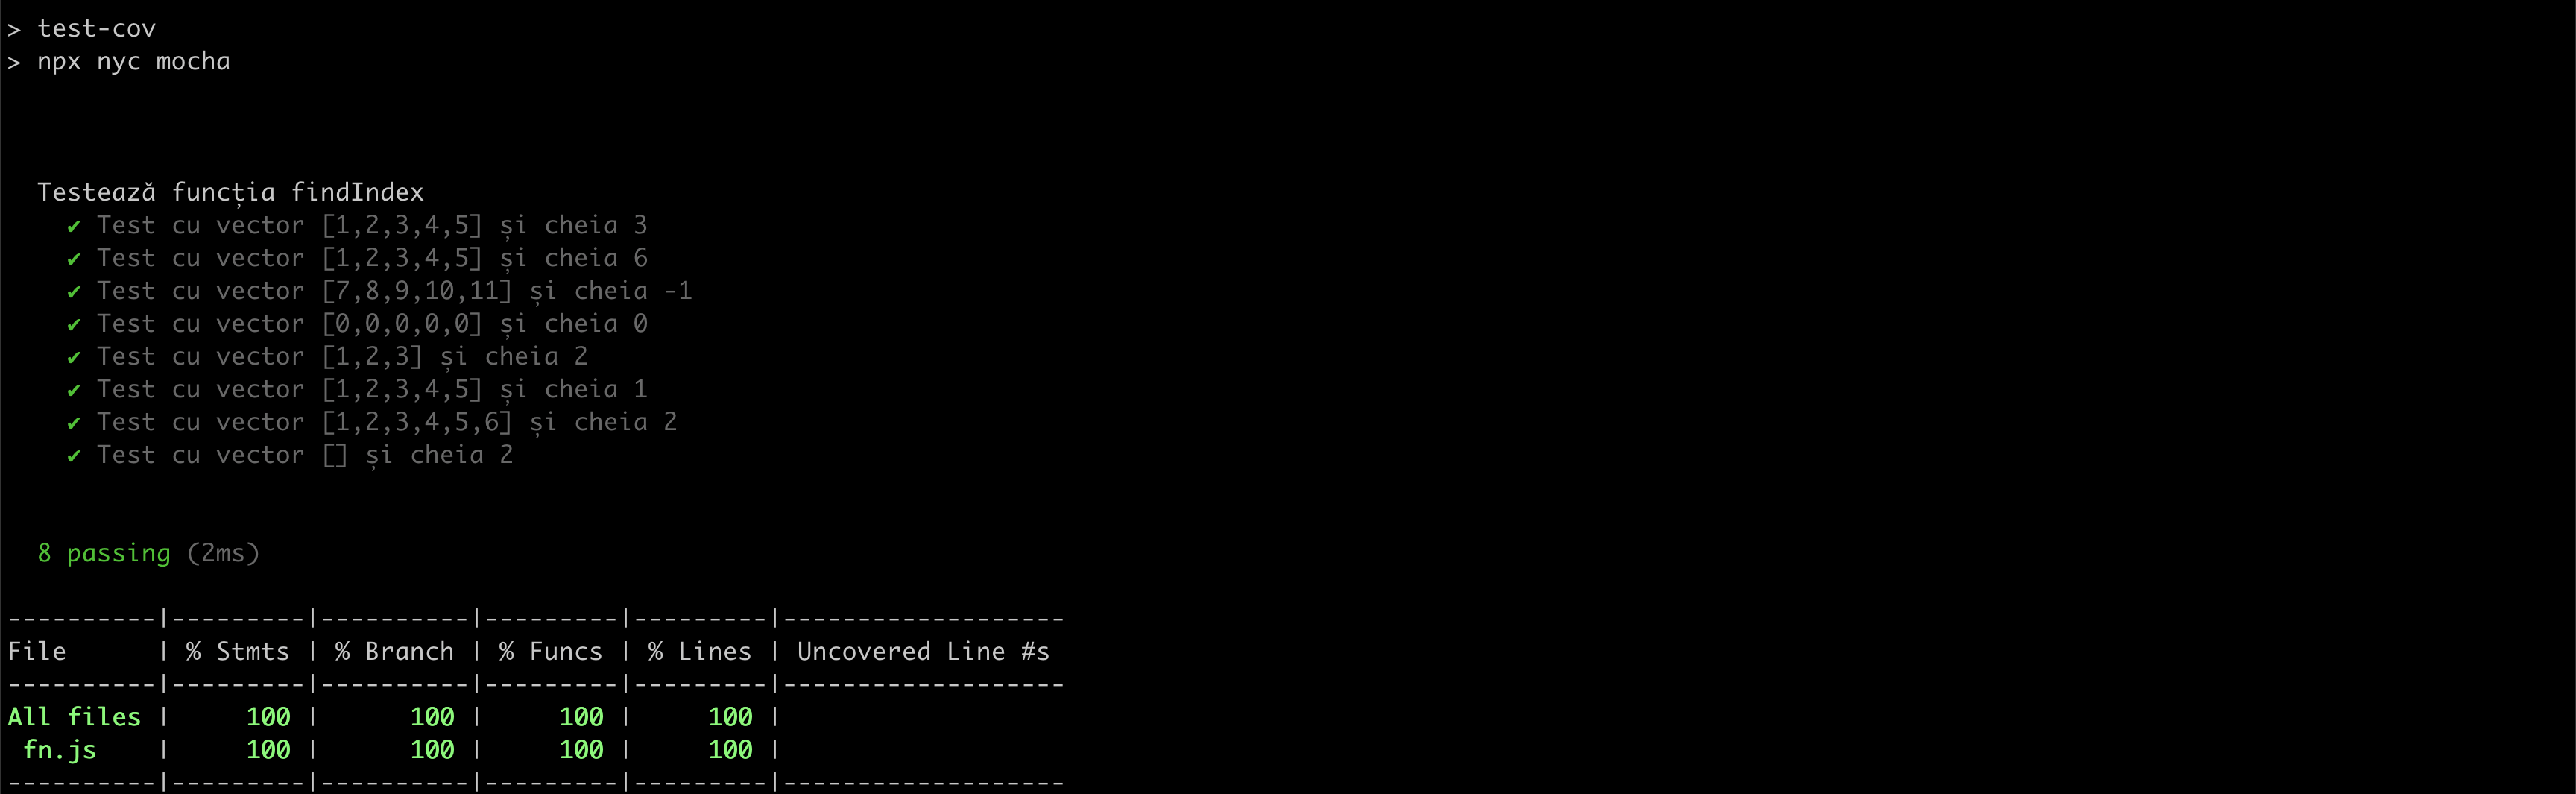 > test-cov
> npx nyc mocha
Testează funcția findIndex
✔ Test cu vector [1,2,3,4,5] și cheia 3
✔ Test cu vector [1,2,3,4,5] și cheia 6
✔ Test cu vector [7,8,9,10,11] și cheia -1
✔ Test cu vector [0,0,0,0,0] și cheia 0
✔ Test cu vector [1,2,3] și cheia 2
✔ Test cu vector [1,2,3,4,5] și cheia 1
✔ Test cu vector [1,2,3,4,5,6] și cheia 2
✔ Test cu vector [] și cheia 2
8 passing (2ms)
----------|---------|----------|---------|---------|-------------------
File      | % Stmts | % Branch | % Funcs | % Lines | Uncovered Line #s
----------|---------|----------|---------|---------|-------------------
All files |     100 |      100 |     100 |     100 |
 fn.js    |     100 |      100 |     100 |     100 |
----------|---------|----------|---------|---------|-------------------